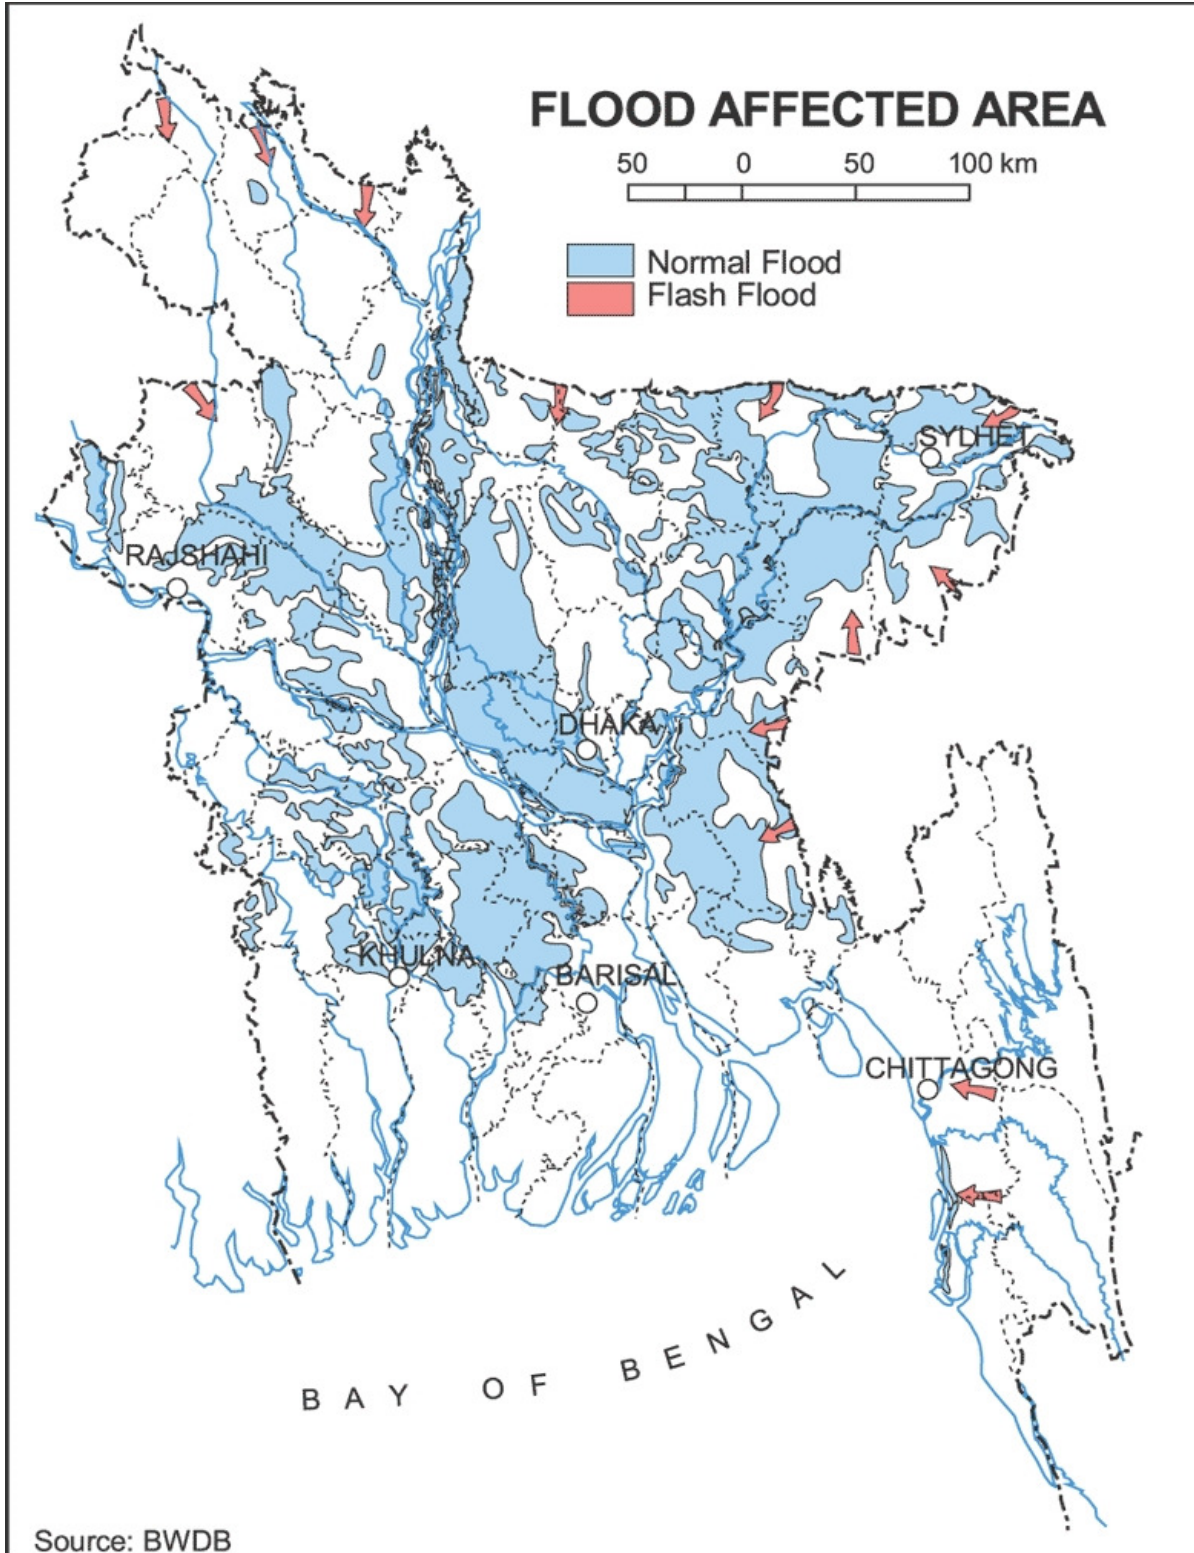 FLOOD AFFECTED AREA
50 0 50 100 km
Normal Flood
Flash Flood
SYLHET
RAJSHAHI
DHAKA
KHULNA
BARISAL
CHITTAGONG
BAY OF BENGAL
Source: BWDB